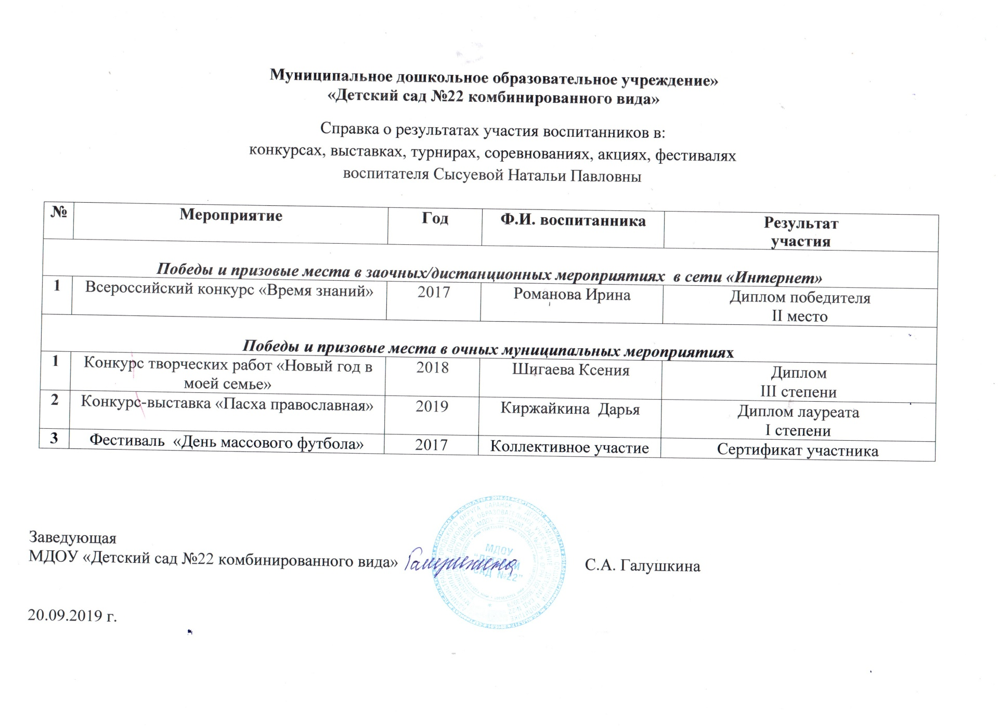 Муниципальное дошкольное образовательное учреждение»
«Детский сад №22 комбинированного вида»
Справка о результатах участия воспитанников в:
конкурсах, выставках, турнирах, соревнованиях, акциях, фестивалях
воспитателя Сысуевой Натальи Павловны
№ Мероприятие Год Ф.И. воспитанника Результат
участия
Победы и призовые места в заочных/дистанционных мероприятиях в сети «Интернет»
1 Всероссийский конкурс «Время знаний» 2017 Романова Ирина Диплом победителя
II место
Победы и призовые места в очных муниципальных мероприятиях
1 Конкурс творческих работ «Новый год в 2018 Шигаева Ксения Диплом
моей семье» III степени
2 Конкурс-выставка «Пасха православная» 2019 Киржайкина Дарья Диплом лауреата
I степени
3 Фестиваль «День массового футбола» 2017 Коллективное участие Сертификат участника
Заведующая
МДОУ «Детский сад №22 комбинированного вида» С.А. Галушкина
МДОУ
"ДЕТСКИЙ
САД №22"
20.09.2019 г.